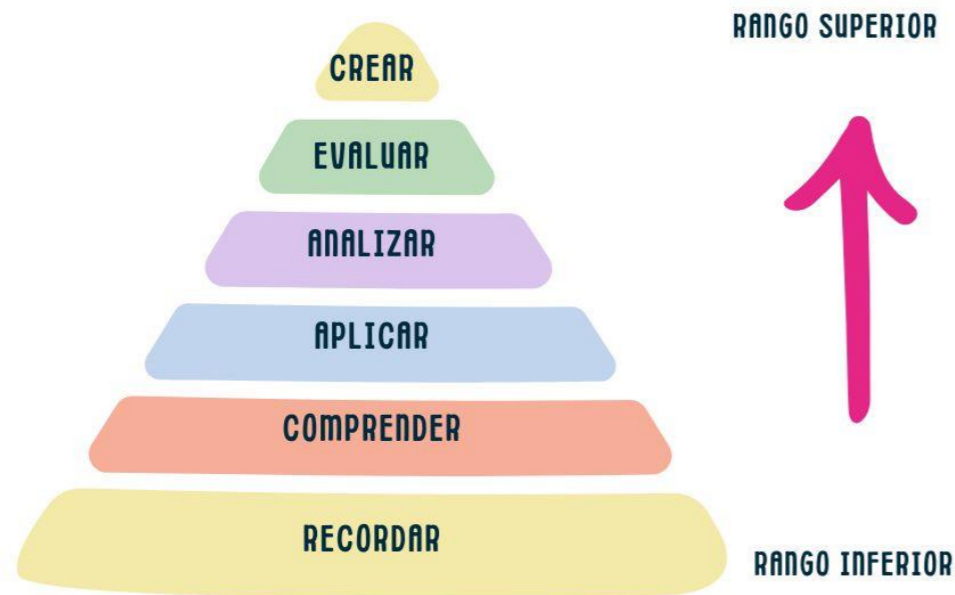 RANGO SUPERIOR
CREAR
EVALUAR
ANALIZAR
APLICAR
COMPRENDER
RECORDAR
RANGO INFERIOR